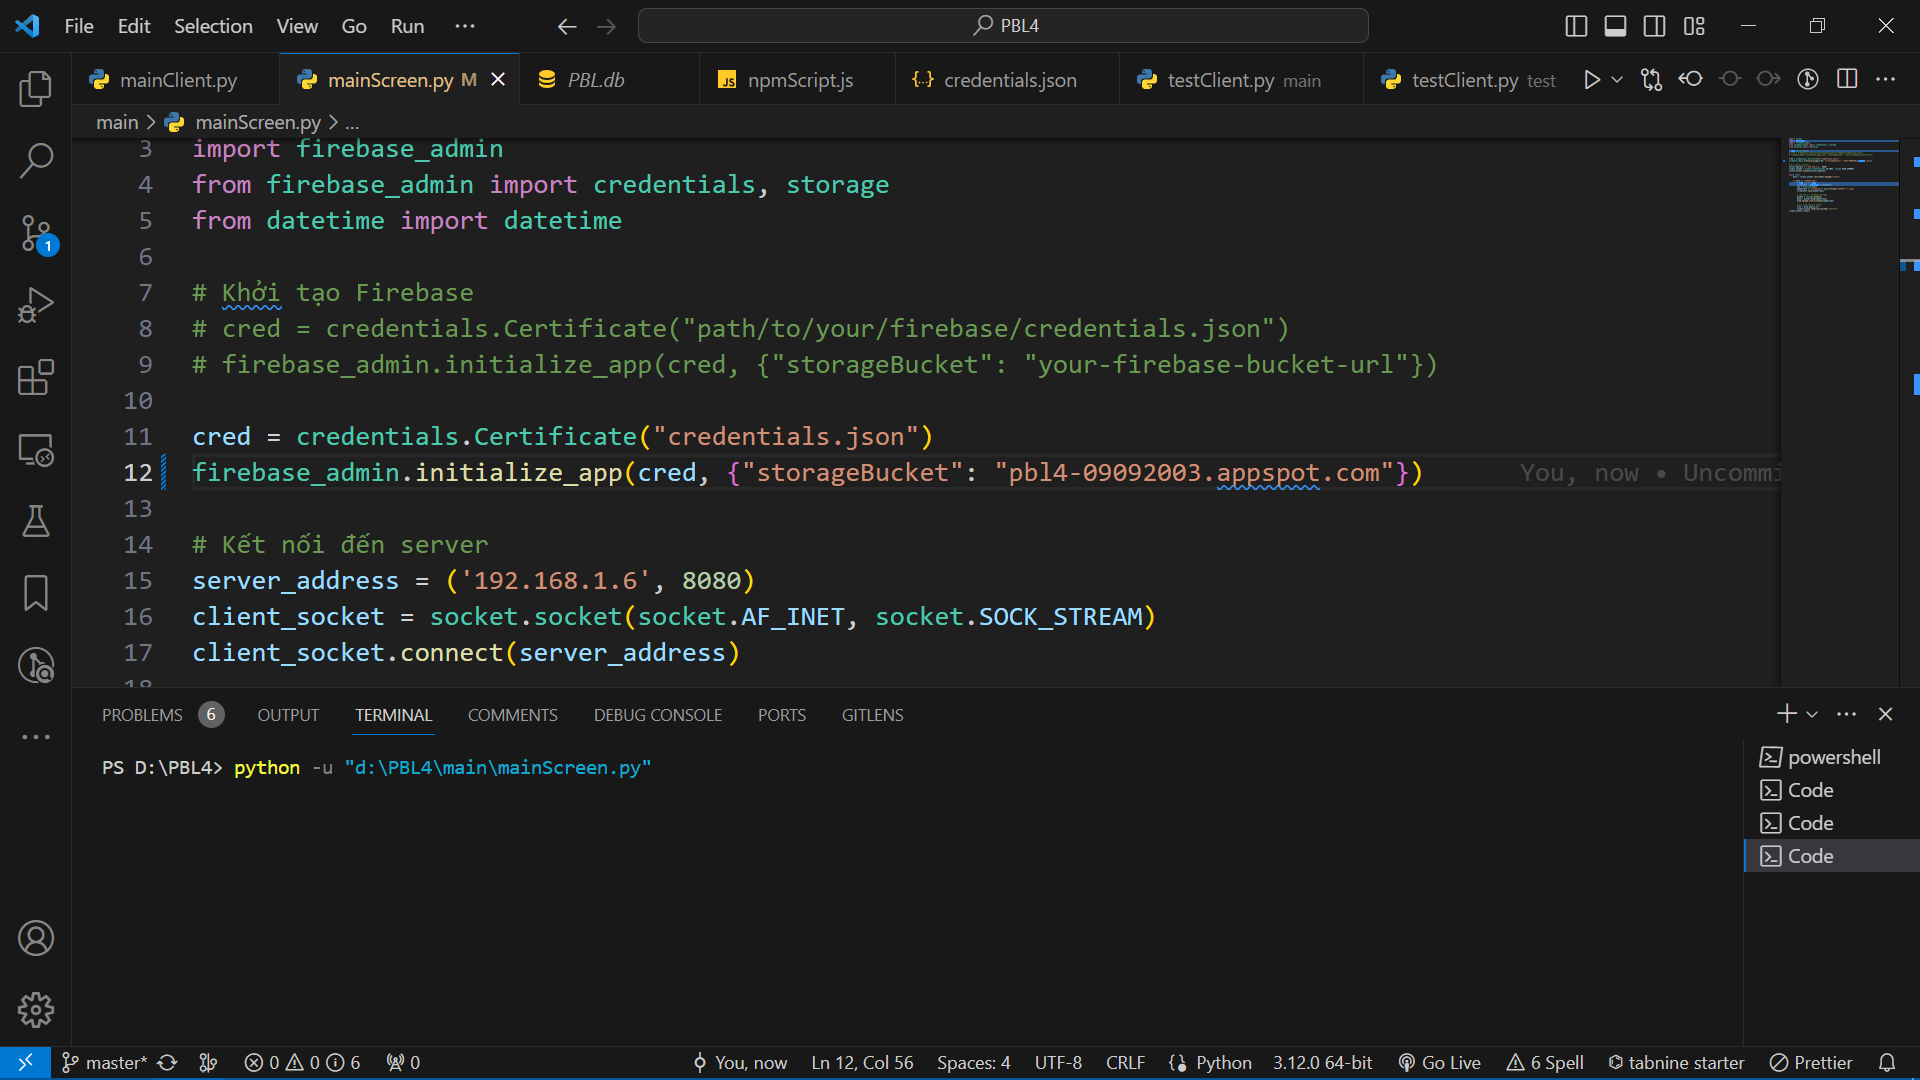 File Edit Selection View Go Run ··· PBL4
mainClient.py mainScreen.py M PBL.db npmScript.js credentials.json testClient.py main testClient.py test
main > mainScreen.py > ...
3 import firebase_admin
4 from firebase_admin import credentials, storage
5 from datetime import datetime
6
7 # Khởi tạo Firebase
8 # cred = credentials.Certificate("path/to/your/firebase/credentials.json")
9 # firebase_admin.initialize_app(cred, {"storageBucket": "your-firebase-bucket-url"})
10
11 cred = credentials.Certificate("credentials.json")
12 firebase_admin.initialize_app(cred, {"storageBucket": "pbl4-09092003.appspot.com"}) You, now • Uncommi
13
14 # Kết nối đến server
15 server_address = ('192.168.1.6', 8080)
16 client_socket = socket.socket(socket.AF_INET, socket.SOCK_STREAM)
17 client_socket.connect(server_address)
18
PROBLEMS 6 OUTPUT TERMINAL COMMENTS DEBUG CONSOLE PORTS GITLENS
PS D:\PBL4> python -u "d:\PBL4\main\mainScreen.py"
powershell
Code
Code
Code
1
master* 0 0 6 0 You, now Ln 12, Col 56 Spaces: 4 UTF-8 CRLF Python 3.12.0 64-bit Go Live 6 Spell tabnine starter Prettier